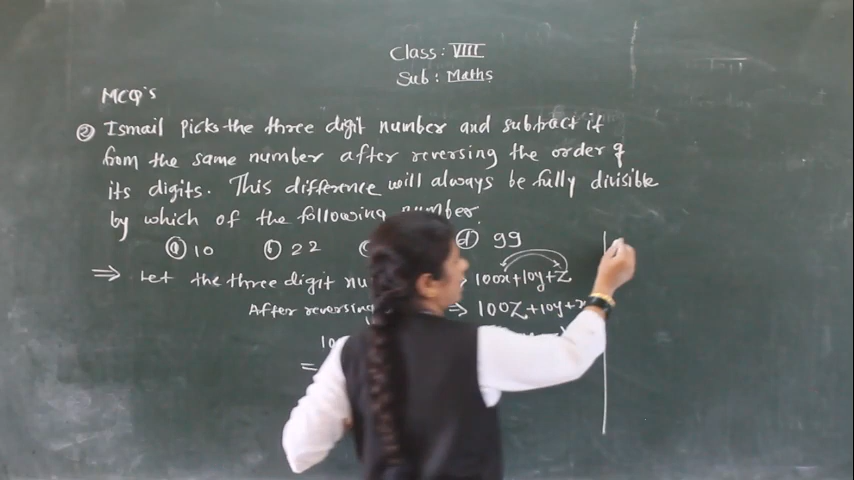 Class: VIII
Sub: Maths
MCQ's
② Ismail picks the three digit number and subtract it
from the same number after reversing the order of
its digits. This difference will always be fully divisible
by which of the following number.
ⓐ 10 ⓑ 22 ⓓ 99
⇒ Let the three digit 100x+10y+z
After reversing ⇒ 100z+10y+x
=